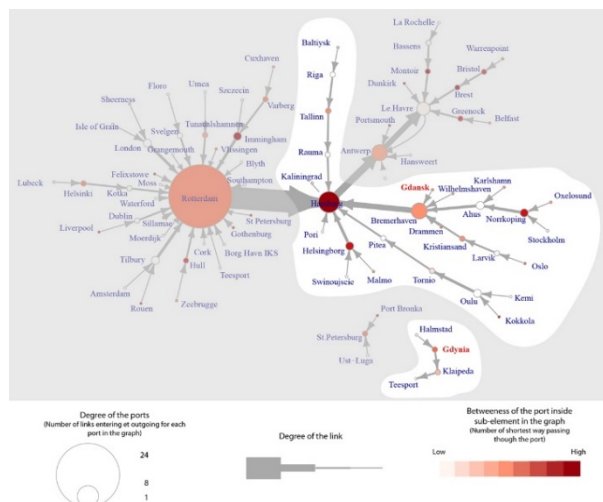 La Rochelle
Baltiysk
Bassens
Warrenpoint
Cuxhaven
Riga
Montoir
Bristol
Floro
Umea
Szczecin
Dunkirk
Brest
Sheerness
Varberg
Tallinn
Le Havre
Greenock
Svelgen
Tunadalshamnen
Portsmouth
Belfast
Isle of Grain
Immingham
London
Grangemouth
Vlissingen
Rauma
Antwerp
Hanswert
Felixstowe
Blyth
Kaliningrad
Lubeck
Moss
Southampton
Gdansk
Karlshamn
Helsinki
Kotka
Rotterdam
Wilhelmshaven
Oxelosund
Waterford
Bremerhaven
Ahus
Norrkoping
Dublin
St Petersburg
Pori
Drammen
Liverpool
Sillamae
Gothenburg
Helsingborg
Pitea
Kristiansand
Stockholm
Moerdijk
Cork
Borg Havn IKS
Larvik
Oslo
Tilbury
Hull
Teesport
Swinoujscie
Malmo
Tornio
Amsterdam
Zeebrugge
Oulu
Kemi
Rouen
Port Bronka
Kokkola
Halmstad
St.Petersburg
Gdynia
Ust-Luga
Klaipeda
Teesport
Degree of the ports
(Number of links entering et outgoing for each
port in the graph)
24
8
1
Degree of the link
Betweeness of the port inside
sub-element in the graph
(Number of shortest way passing
though the port)
Low
High